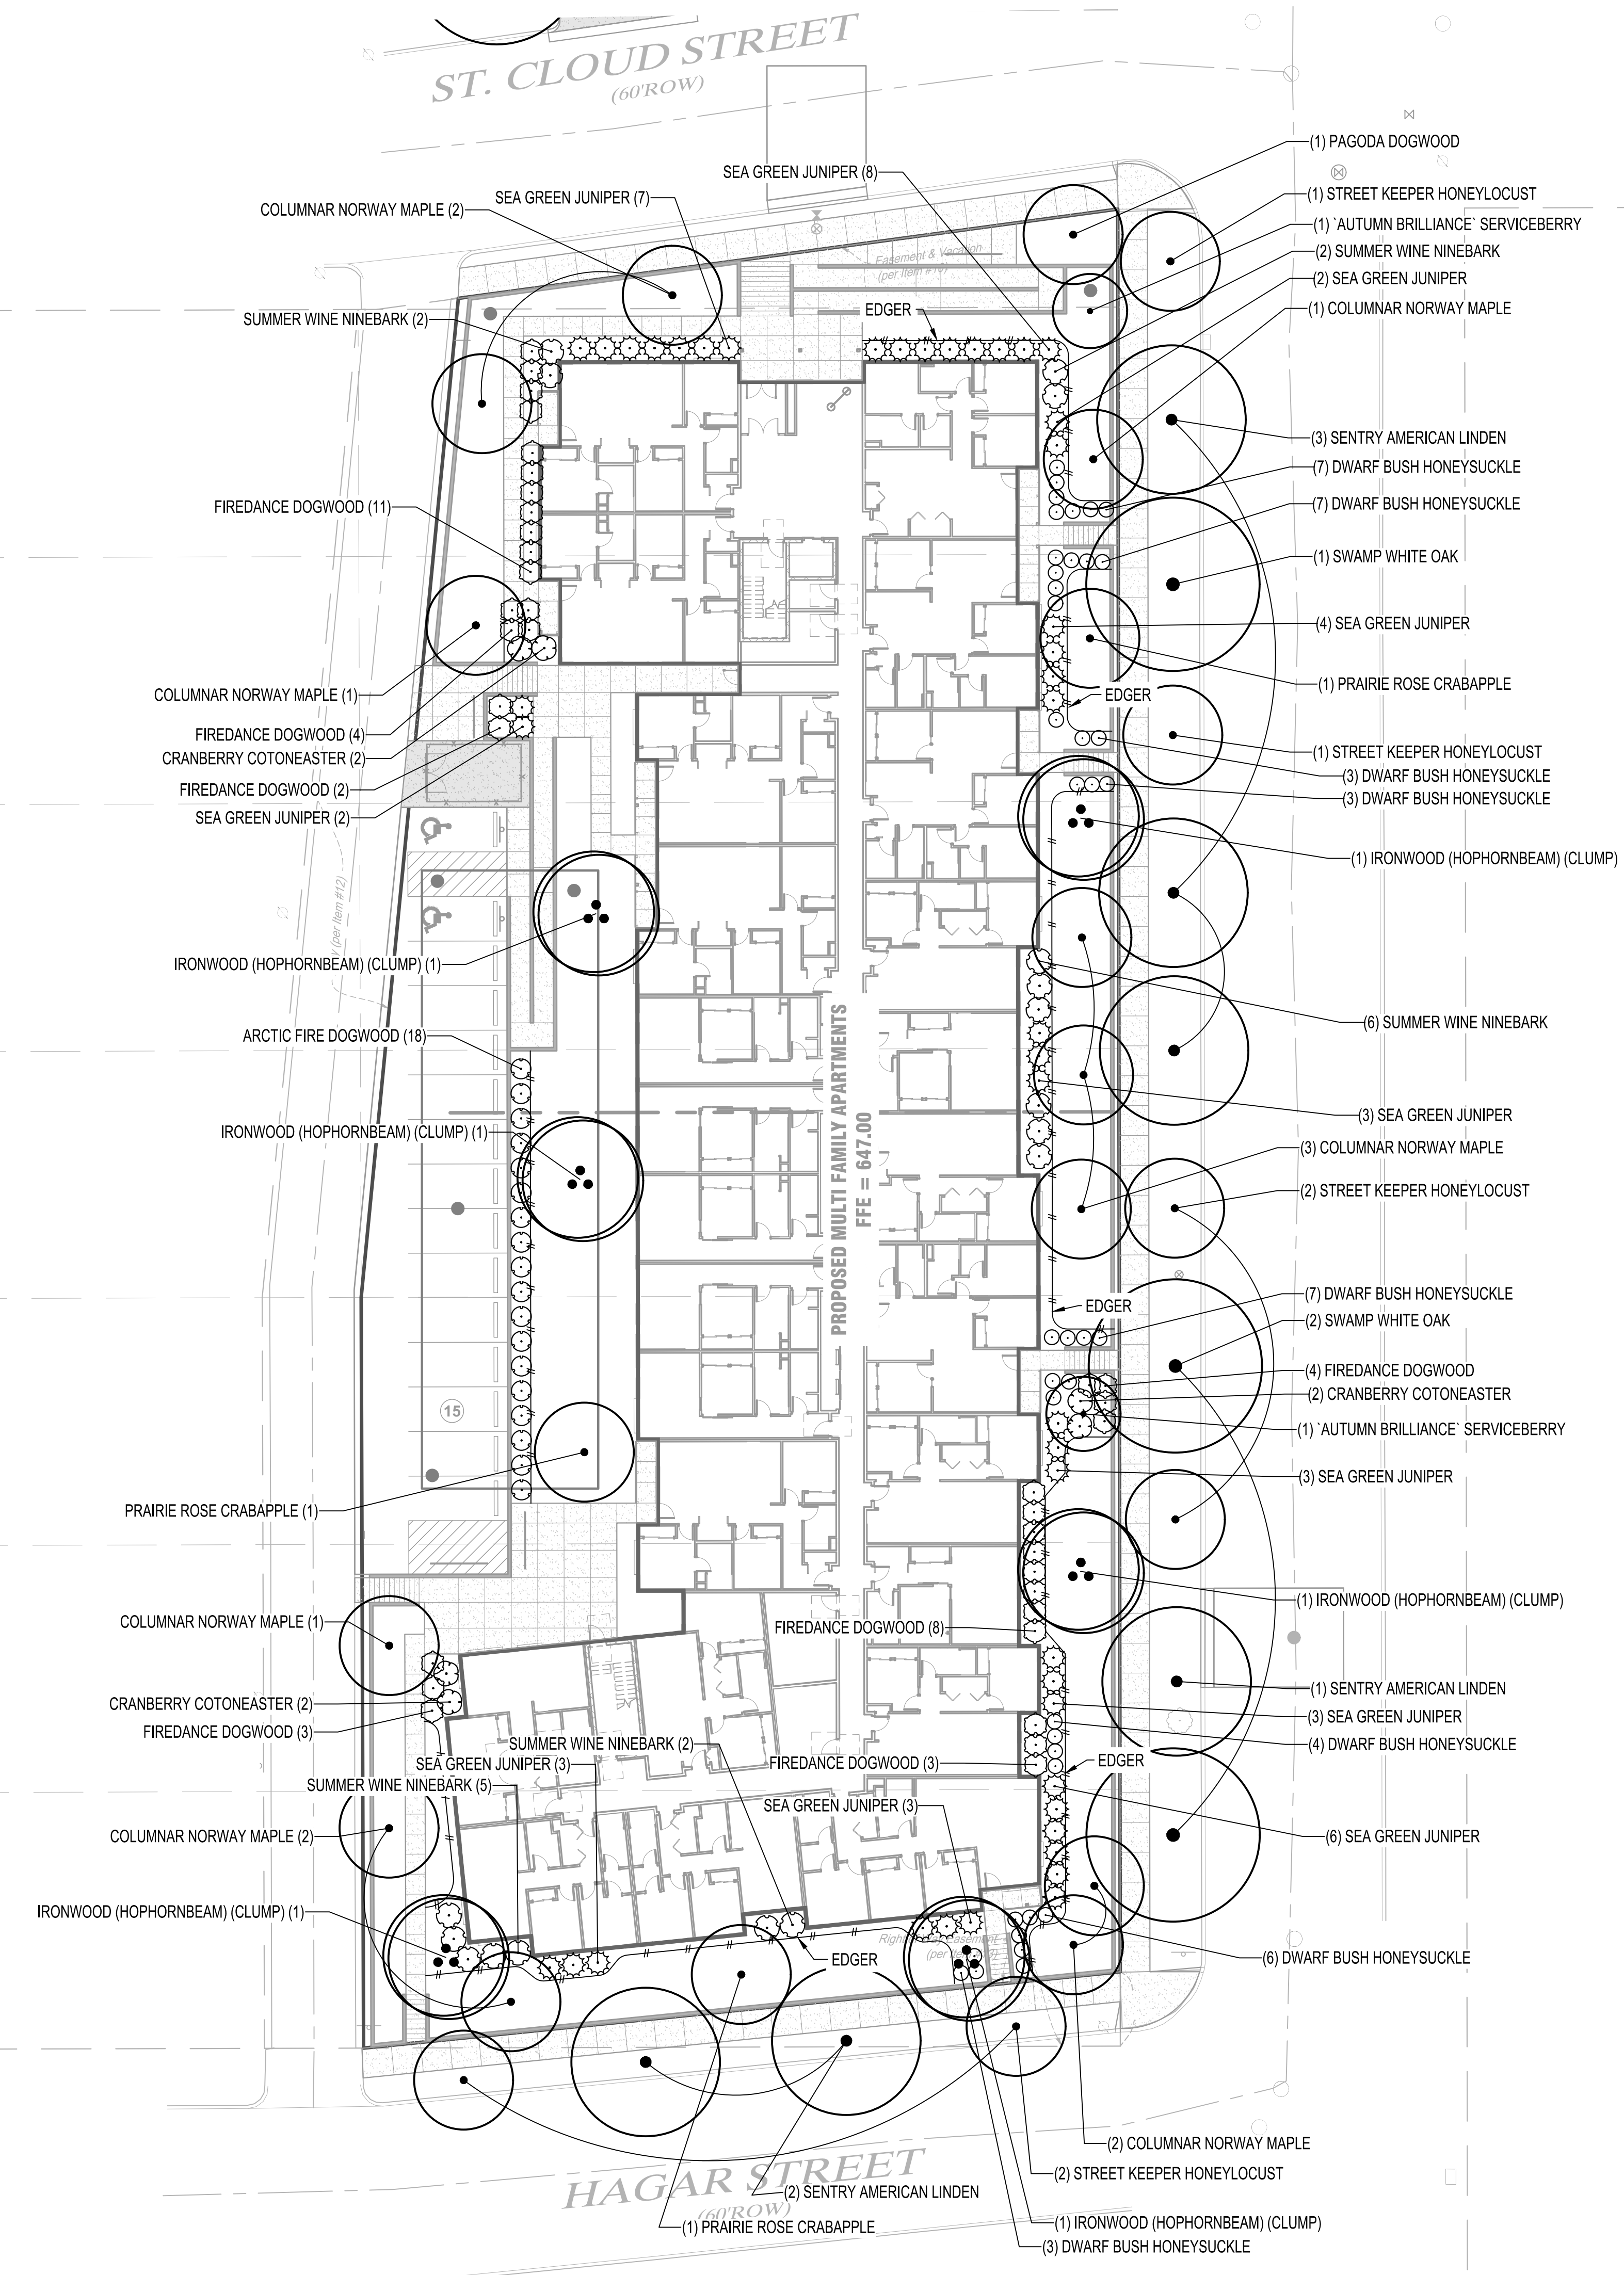 ST. CLOUD STREET
(60'ROW)
(1) PAGODA DOGWOOD
SEA GREEN JUNIPER (8)
SEA GREEN JUNIPER (7)
COLUMNAR NORWAY MAPLE (2)
(1) STREET KEEPER HONEYLOCUST
(1) `AUTUMN BRILLIANCE` SERVICEBERRY
(2) SUMMER WINE NINEBARK
Easement & Vacation
(per Item
(2) SEA GREEN JUNIPER
EDGER
(1) COLUMNAR NORWAY MAPLE
SUMMER WINE NINEBARK (2)
(3) SENTRY AMERICAN LINDEN
(7) DWARF BUSH HONEYSUCKLE
FIREDANCE DOGWOOD (11)
(7) DWARF BUSH HONEYSUCKLE
(1) SWAMP WHITE OAK
(4) SEA GREEN JUNIPER
COLUMNAR NORWAY MAPLE (1)
(1) PRAIRIE ROSE CRABAPPLE
EDGER
FIREDANCE DOGWOOD (4)
CRANBERRY COTONEASTER (2)
(1) STREET KEEPER HONEYLOCUST
(3) DWARF BUSH HONEYSUCKLE
FIREDANCE DOGWOOD (2)
(3) DWARF BUSH HONEYSUCKLE
SEA GREEN JUNIPER (2)
(1) IRONWOOD (HOPHORNBEAM) (CLUMP)
(per Item #12)
IRONWOOD (HOPHORNBEAM) (CLUMP) (1)
(6) SUMMER WINE NINEBARK
ARCTIC FIRE DOGWOOD (18)
PROPOSED MULTI FAMILY APARTMENTS
FFE = 647.00
(3) SEA GREEN JUNIPER
IRONWOOD (HOPHORNBEAM) (CLUMP) (1)
(3) COLUMNAR NORWAY MAPLE
(2) STREET KEEPER HONEYLOCUST
(7) DWARF BUSH HONEYSUCKLE
EDGER
(2) SWAMP WHITE OAK
(4) FIREDANCE DOGWOOD
(2) CRANBERRY COTONEASTER
15
(1) `AUTUMN BRILLIANCE` SERVICEBERRY
(3) SEA GREEN JUNIPER
PRAIRIE ROSE CRABAPPLE (1)
(1) IRONWOOD (HOPHORNBEAM) (CLUMP)
COLUMNAR NORWAY MAPLE (1)
FIREDANCE DOGWOOD (8)
(1) SENTRY AMERICAN LINDEN
CRANBERRY COTONEASTER (2)
(3) SEA GREEN JUNIPER
FIREDANCE DOGWOOD (3)
SUMMER WINE NINEBARK (2)
(4) DWARF BUSH HONEYSUCKLE
SEA GREEN JUNIPER (3)
FIREDANCE DOGWOOD (3)
EDGER
SUMMER WINE NINEBARK (5)
SEA GREEN JUNIPER (3)
COLUMNAR NORWAY MAPLE (2)
(6) SEA GREEN JUNIPER
IRONWOOD (HOPHORNBEAM) (CLUMP) (1)
EDGER
(6) DWARF BUSH HONEYSUCKLE
(2) COLUMNAR NORWAY MAPLE
(2) STREET KEEPER HONEYLOCUST
HAGAR STREET
(60'ROW)
(2) SENTRY AMERICAN LINDEN
(1) IRONWOOD (HOPHORNBEAM) (CLUMP)
(1) PRAIRIE ROSE CRABAPPLE
(3) DWARF BUSH HONEYSUCKLE